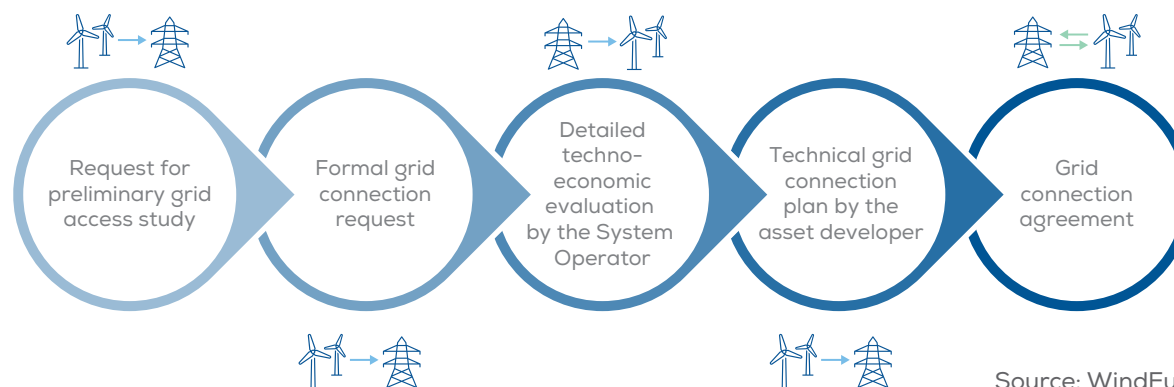 Request for
preliminary grid
access study
Formal grid
connection
request
Detailed
techno-
economic
evaluation
by the System
Operator
Technical grid
connection
plan by the
asset developer
Grid
connection
agreement
Source: